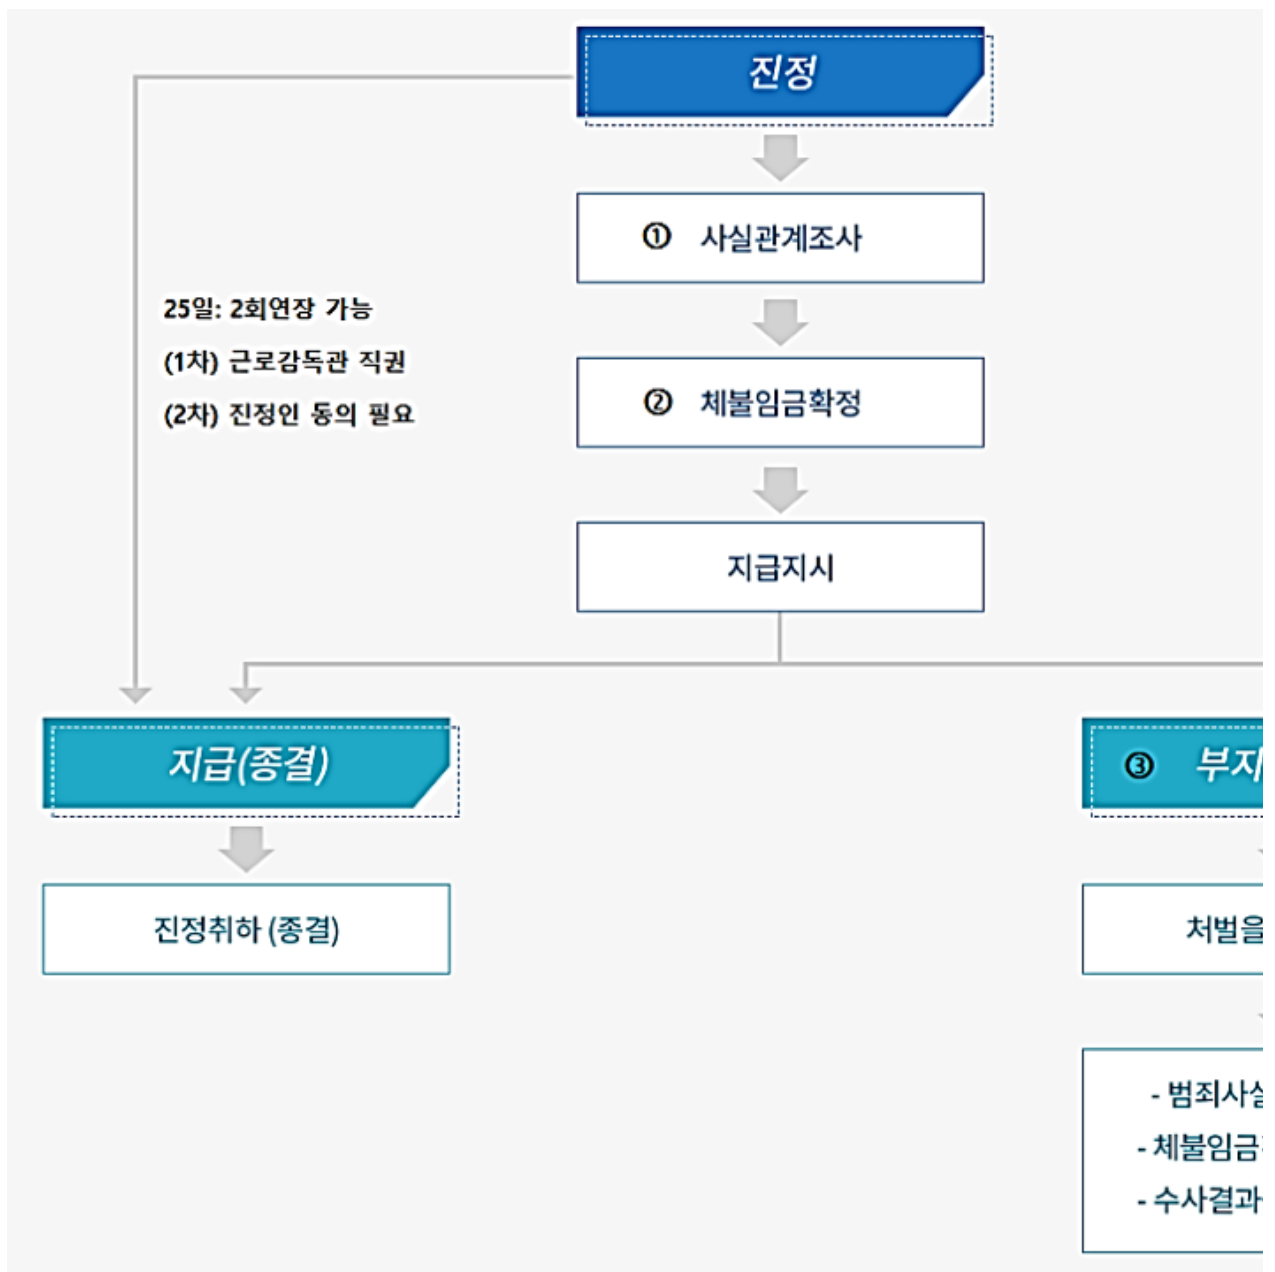 진정
① 사실관계조사
25일: 2회연장 가능
(1차) 근로감독관 직권
(2차) 진정인 동의 필요
② 체불임금확정
지급지시
지급(종결)
③ 부지
진정취하 (종결)
처벌을
- 범죄사실
- 체불임금
- 수사결과